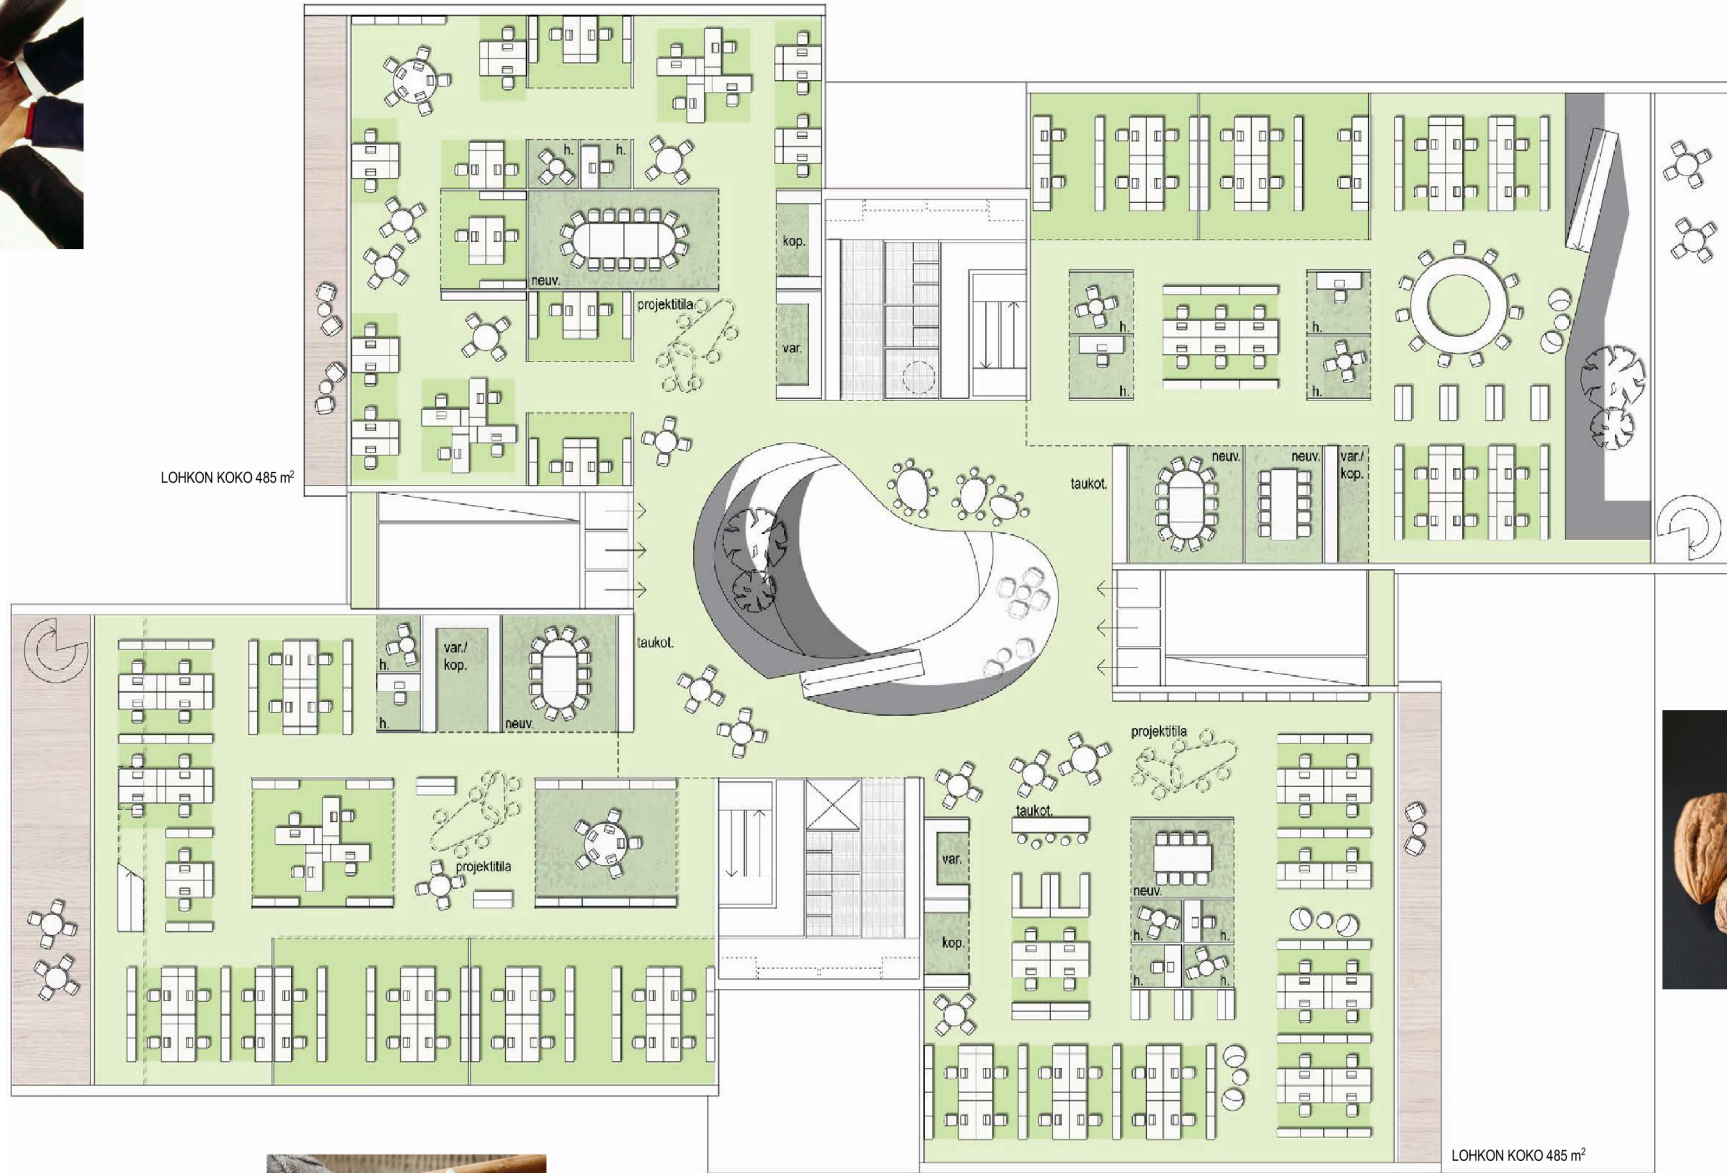 h.
h.
kop.
neuv.
projektitila
var.
h.
h.
h.
h.
LOHKON KOKO 485 m²
taukot.
neuv.
neuv.
var./
kop.
taukot.
h.
var./
kop.
h.
neuv.
projektitila
taukot.
projektitila
var.
neuv.
kop.
h.
h.
h.
h.
LOHKON KOKO 485 m²